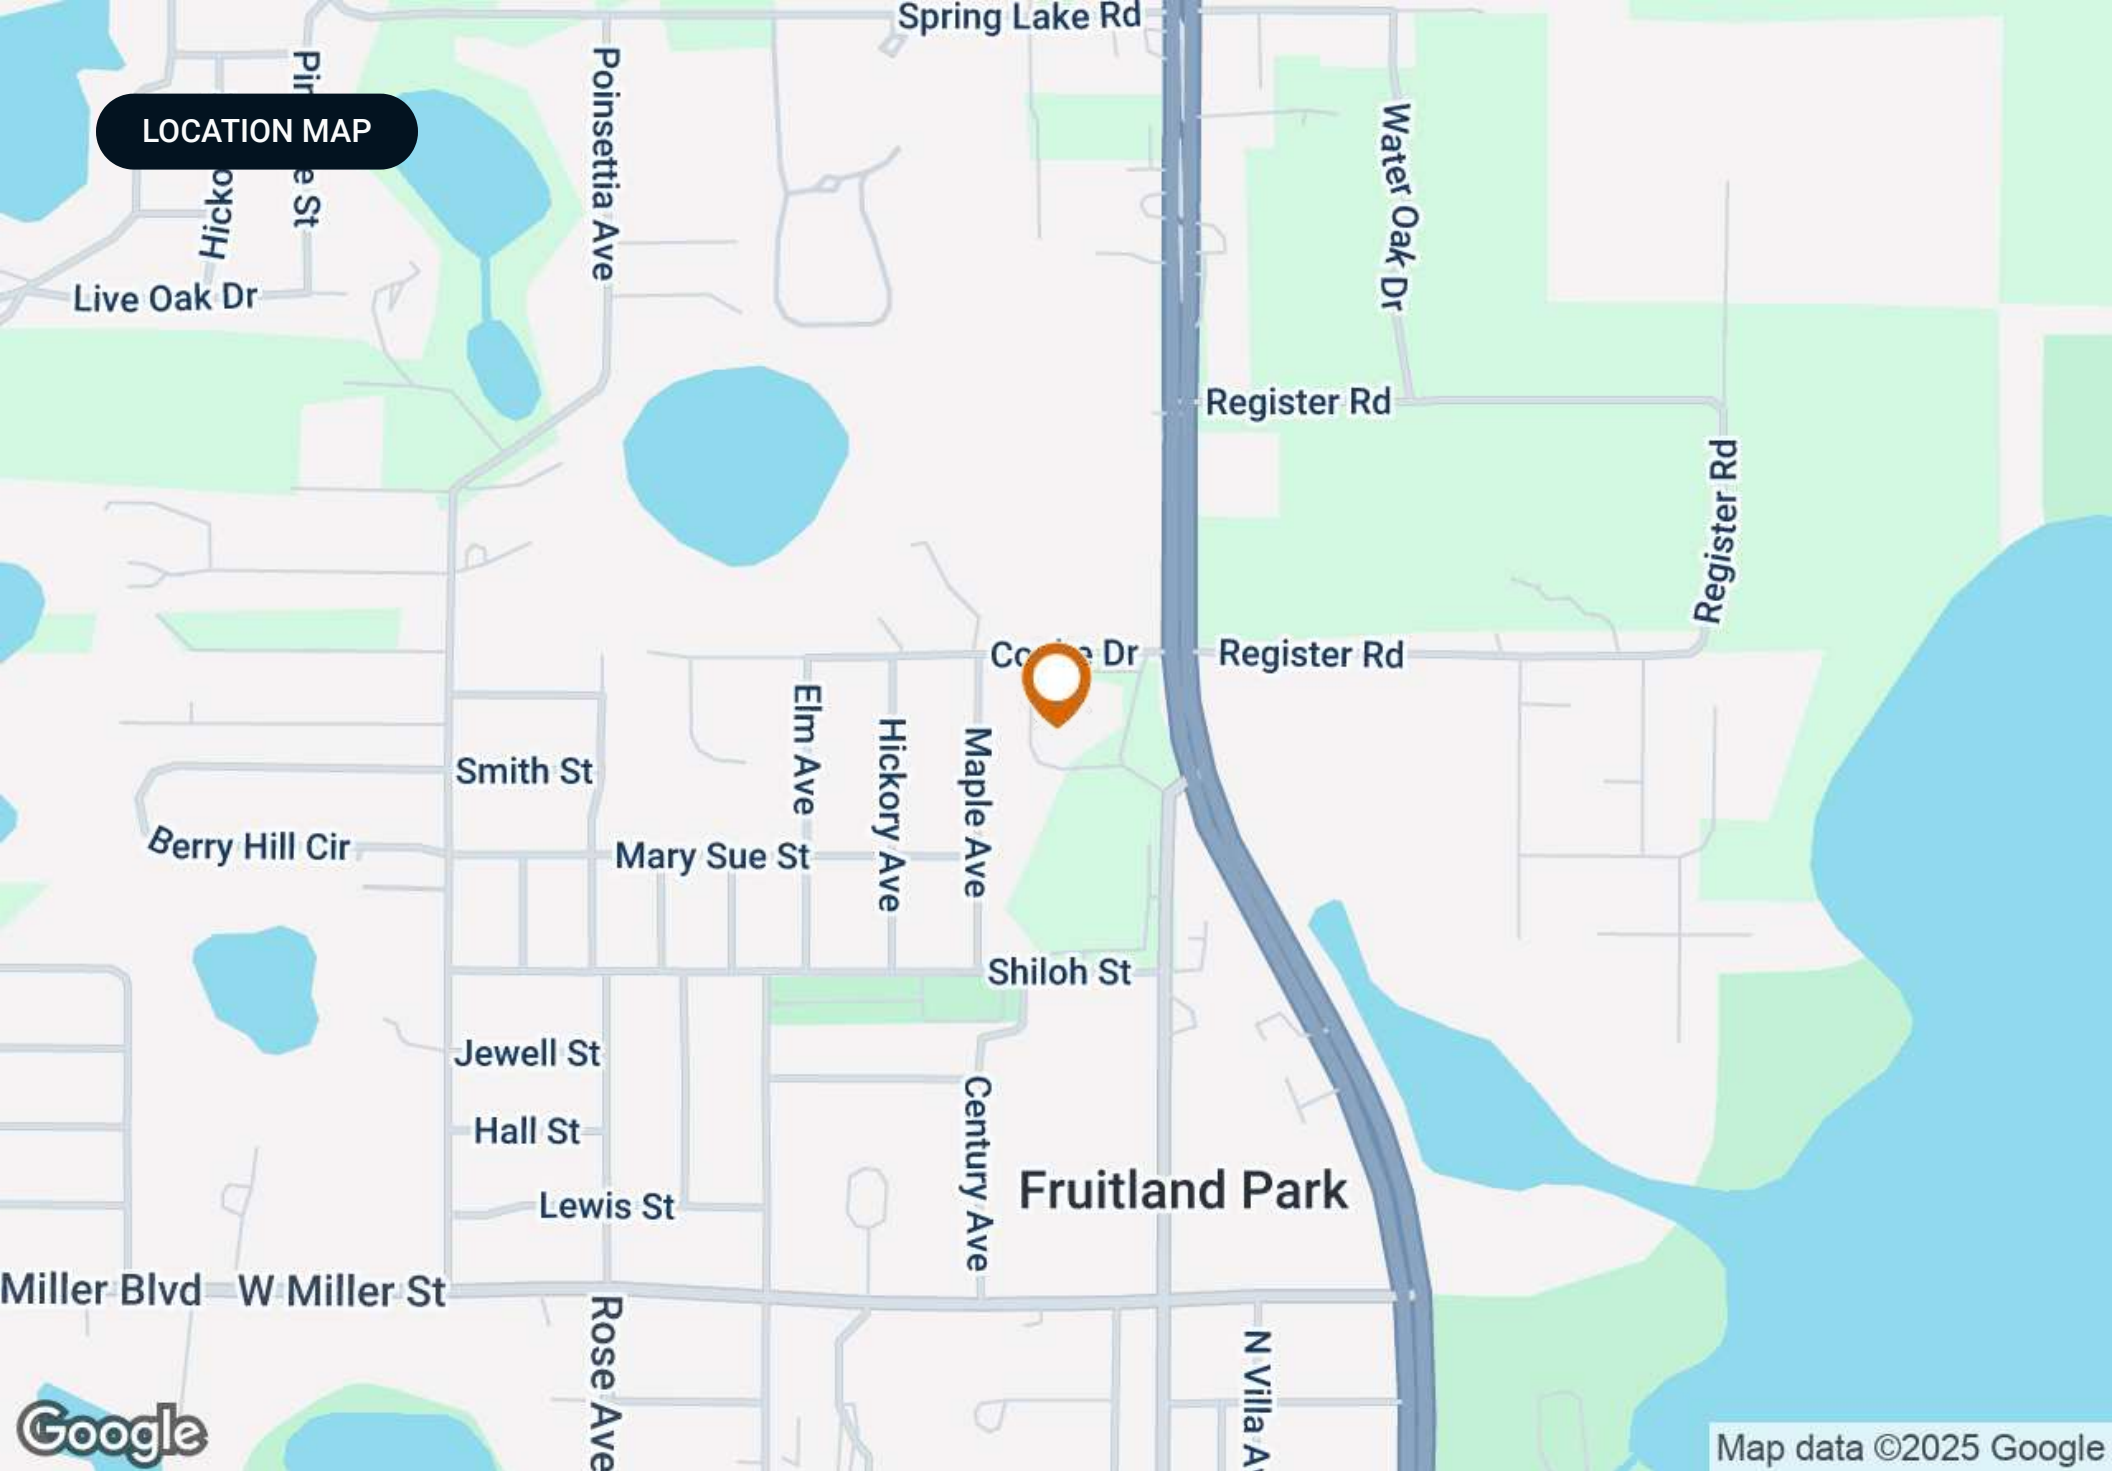 Spring Lake Rd
LOCATION MAP
Poinsettia Ave
Water Oak Dr
St
Live Oak Dr
Register Rd
Register Rd
Dr
Register Rd
Elm Ave
Hickory Ave
Maple Ave
Smith St
Berry Hill Cir
Mary Sue St
Shiloh St
Jewell St
Hall St
Century Ave
Fruitland Park
Lewis St
Miller Blvd
W Miller St
Rose Ave
N Villa
Google
Map data ©2025 Google